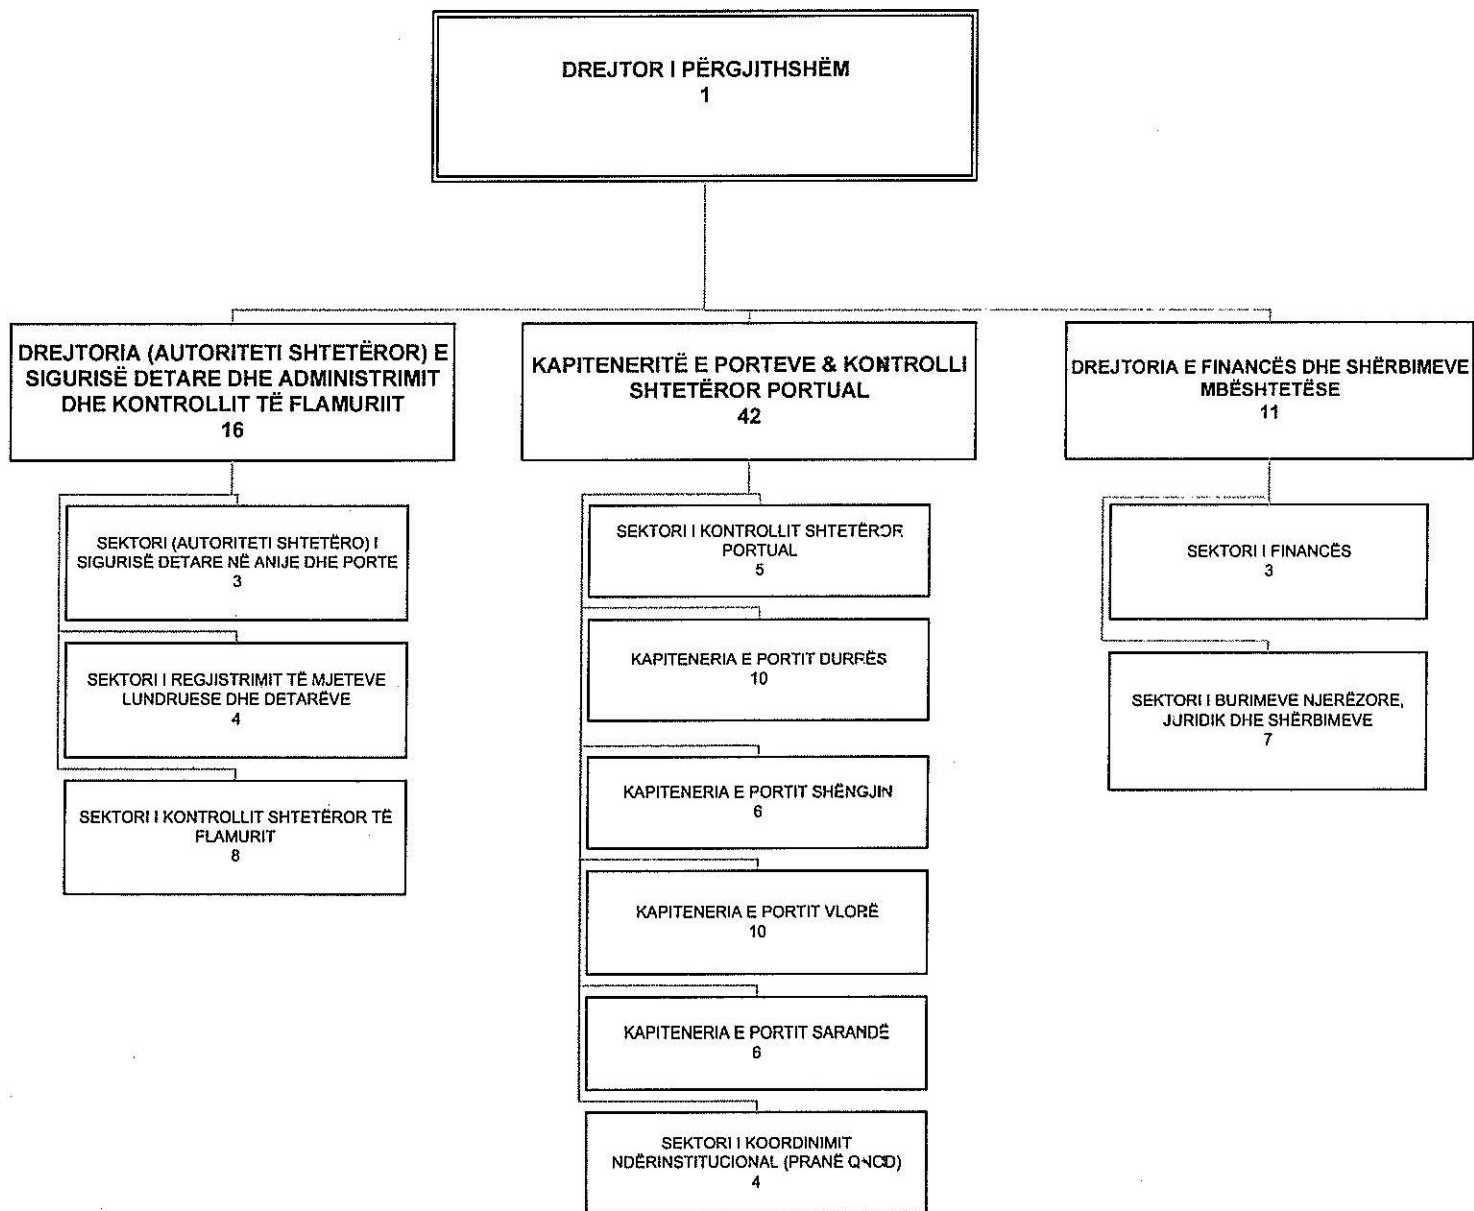 DREJTOR I PËRGJITHSHËM
1
DREJTORIA (AUTORITETI SHTETËROR) E
SIGURISË DETARE DHE ADMINISTRIMIT
DHE KONTROLLIT TË FLAMURIIT
16
SEKTORI (AUTORITETI SHTETËRO) I
SIGURISË DETARE NË ANIJE DHE PORTE
3
SEKTORI I REGJISTRIMIT TË MJETEVE
LUNDRUESE DHE DETARËVE
4
SEKTORI I KONTROLLIT SHTETËROR TË
FLAMURIT
8
KAPITENERITË E PORTEVE & KONTROLLI
SHTETËROR PORTUAL
42
SEKTORI I KONTROLLIT SHTETËROR
PORTUAL
5
KAPITENERIA E PORTIT DURRËS
10
KAPITENERIA E PORTIT SHËNGJIN
6
KAPITENERIA E PORTIT VLORË
10
KAPITENERIA E PORTIT SARANDË
6
SEKTORI I KOORDINIMIT
NDËRINSTITUCIONAL (PRANË
4
DREJTORIA E FINANCËS DHE SHËRBIMEVE
MBËSHTETËSE
11
SEKTORI I FINANCËS
3
SEKTORI I BURIMEVE NJERËZORE,
JURIDIK DHE SHËRBIMEVE
7